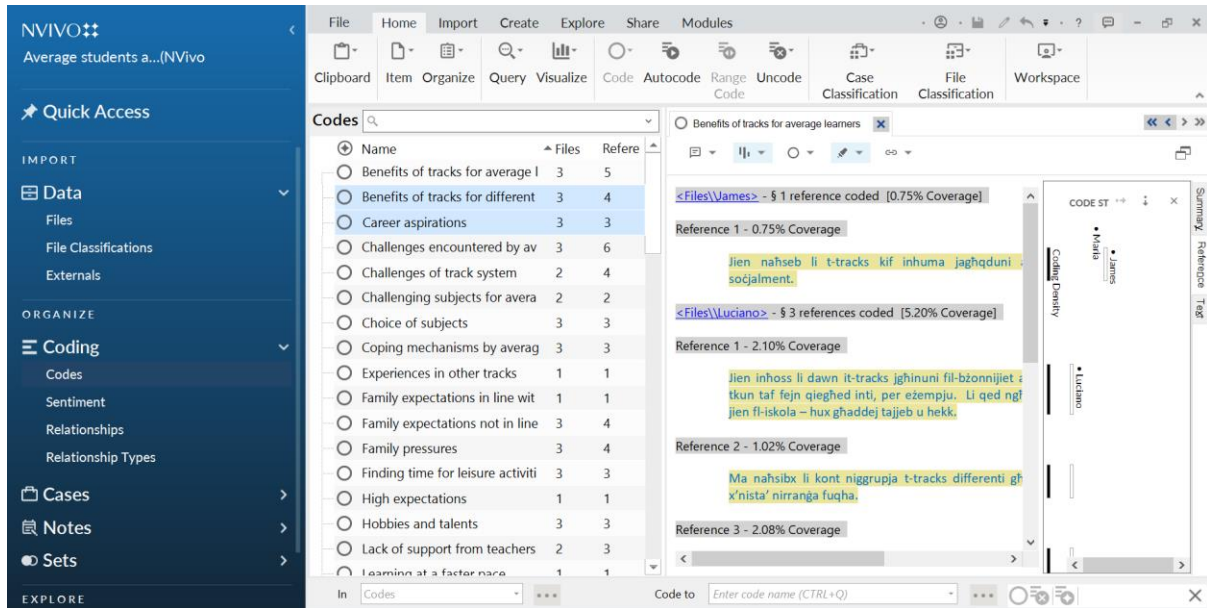 NVIVO
Average students a...(NVivo
Quick Access
IMPORT
Data
Files
File Classifications
Externals
ORGANIZE
Coding
Codes
Sentiment
Relationships
Relationship Types
Cases
Notes
Sets
EXPLORE
File Home Import Create Explore Share Modules
Clipboard Item Organize Query Visualize Code Autocode Range Code Uncode Case Classification File Classification Workspace
Codes
Name Files Refere
Benefits of tracks for average l 3 5
Benefits of tracks for different 3 4
Career aspirations 3 3
Challenges encountered by av 3 6
Challenges of track system 2 4
Challenging subjects for avera 2 2
Choice of subjects 3 3
Coping mechanisms by averag 3 3
Experiences in other tracks 1 1
Family expectations in line wit 1 1
Family expectations not in line 3 4
Family pressures 3 4
Finding time for leisure activiti 3 3
High expectations 1 1
Hobbies and talents 3 3
Lack of support from teachers 2 3
Learning at a faster pace 1 1
Benefits of tracks for average learners
<Files\\James> - § 1 reference coded [0.75% Coverage]
Reference 1 - 0.75% Coverage
Jien naħseb li t-tracks kif inhuma jagħqduni
soċjalment.
<Files\\Luciano> - § 3 references coded [5.20% Coverage]
Reference 1 - 2.10% Coverage
Jien inħoss li dawn it-tracks jgħinuni fil-bżonnijiet
tkun taf fejn qiegħed inti, per eżempju. Li qed ngħ
jien fl-iskola – hux għaddej tajjeb u hekk.
Reference 2 - 1.02% Coverage
Ma naħsibx li kont niggrupja t-tracks differenti għ
x'nista' nirranġa fuqha.
Reference 3 - 2.08% Coverage
CODE ST
Coding Density
Maria
James
Luciano
Summary
Reference
Text
In Codes
Code to Enter code name (CTRL+Q)